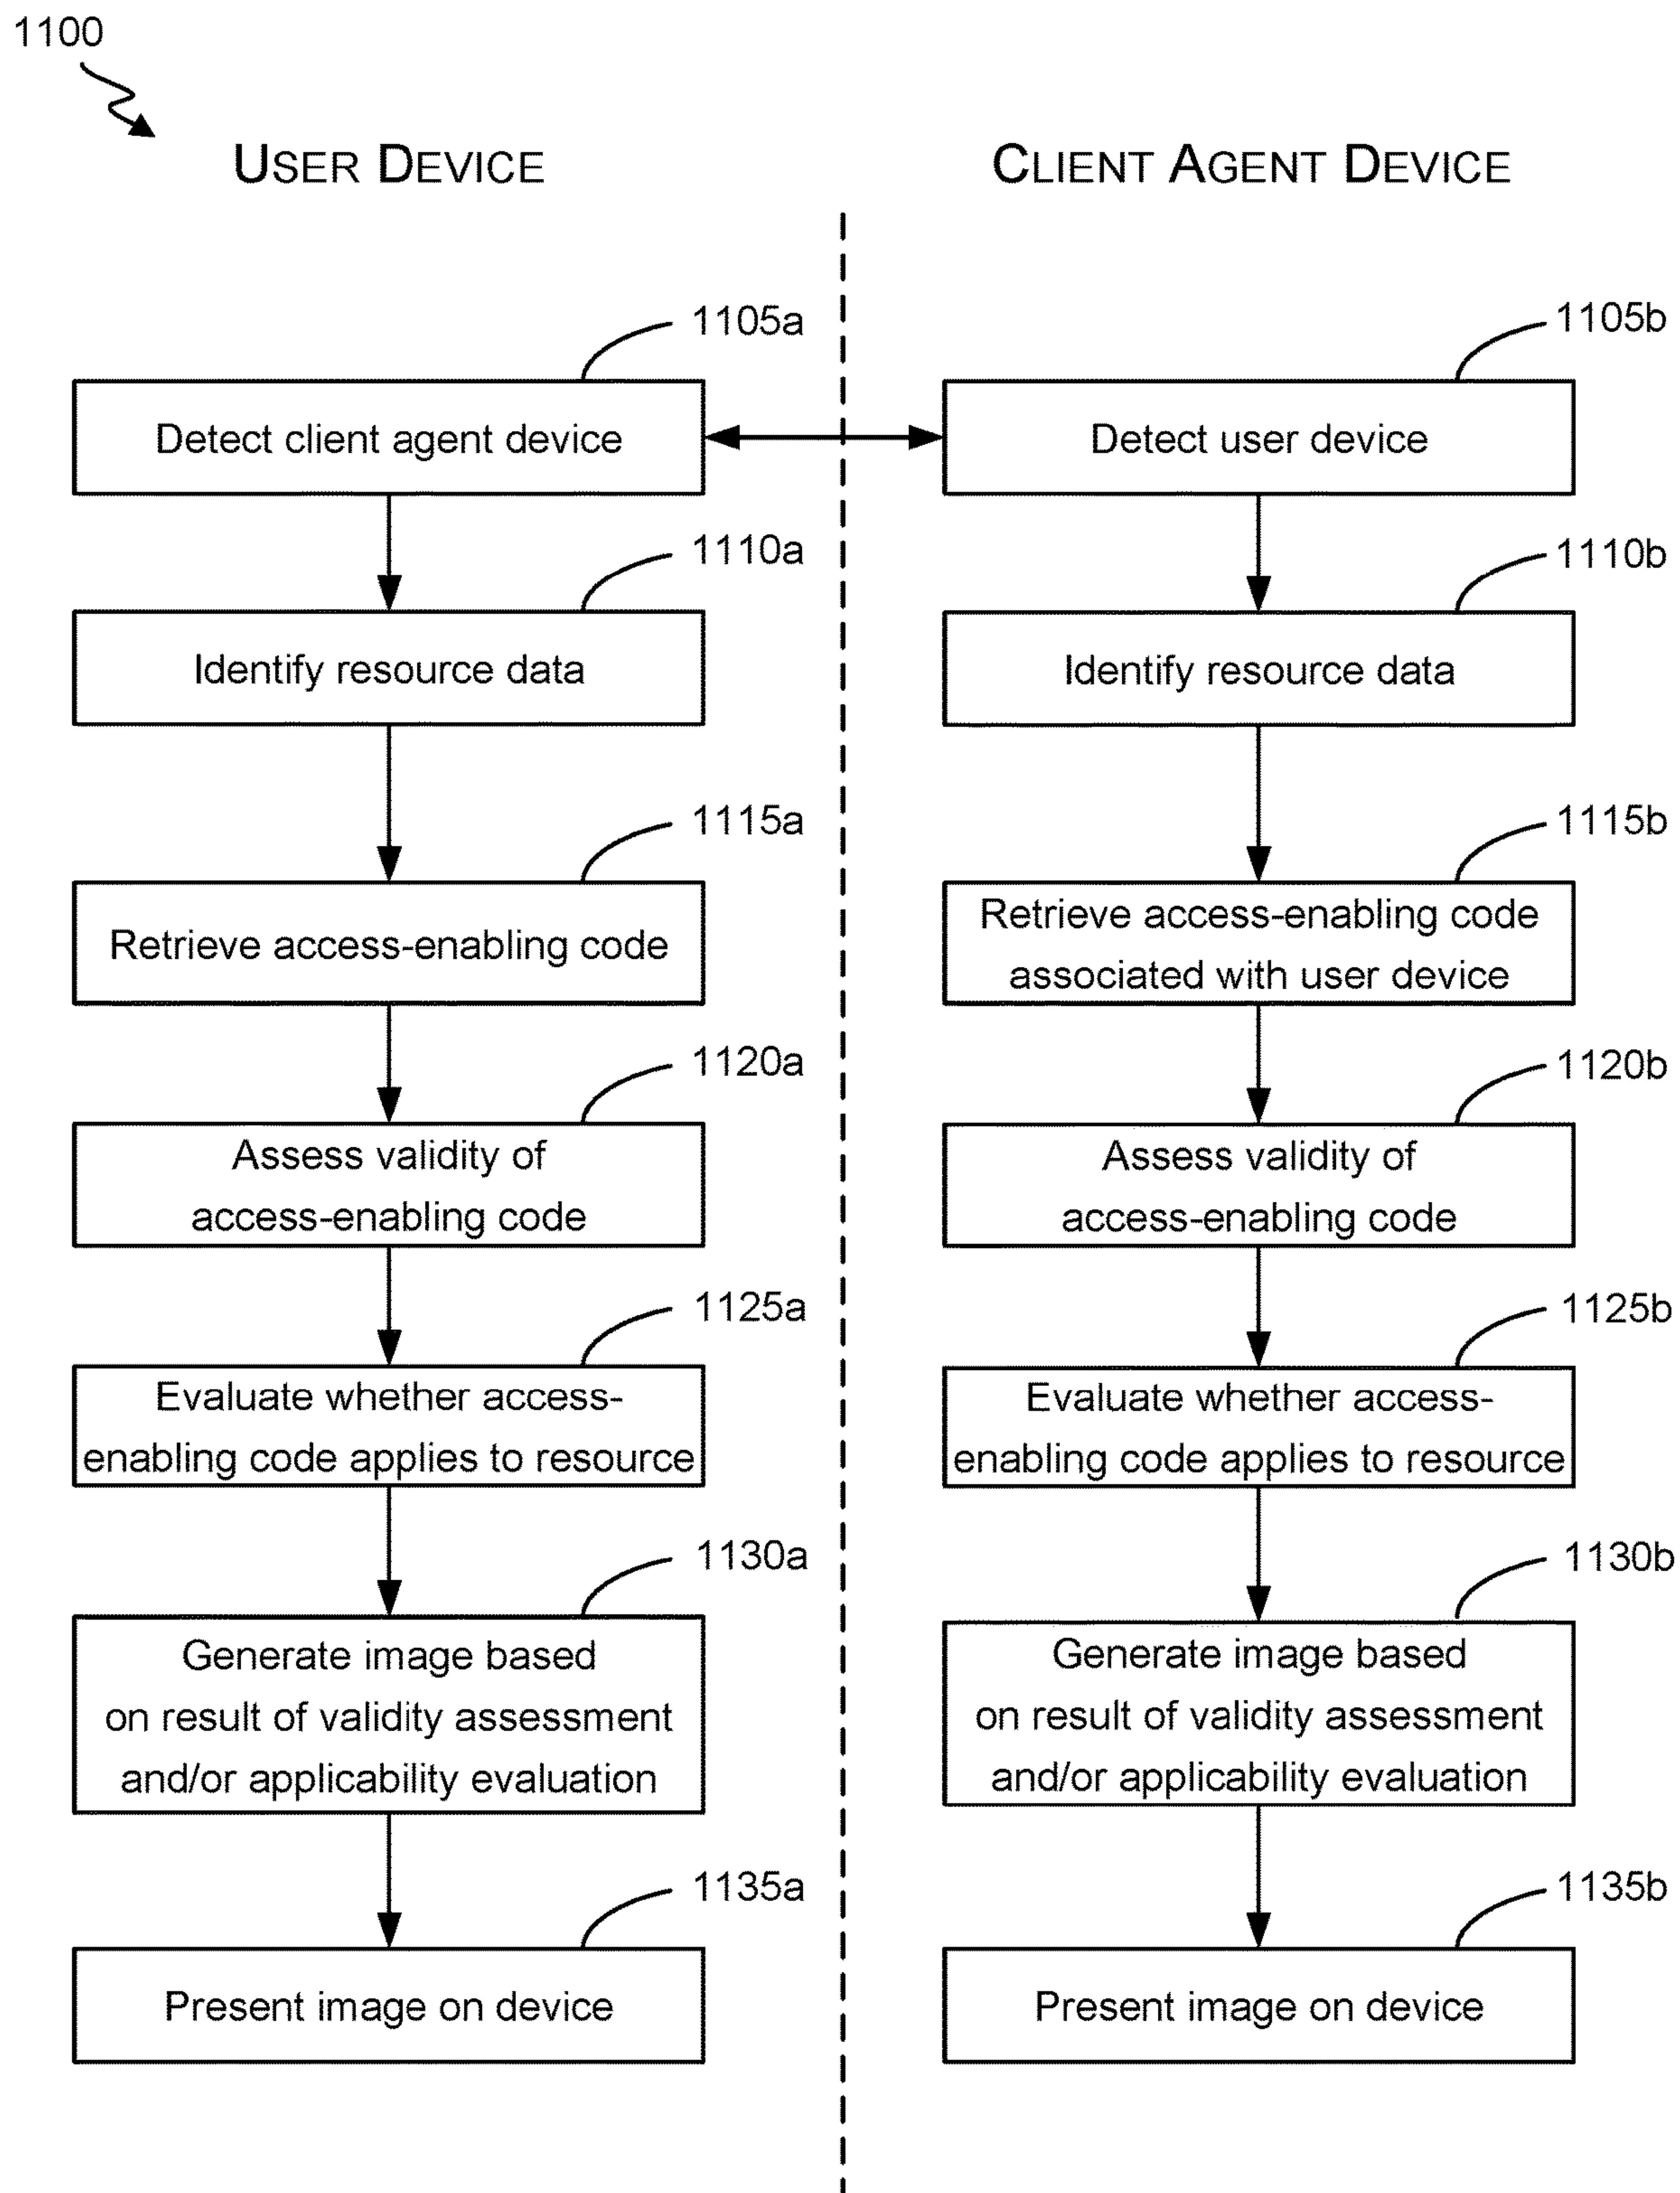 1100
USER DEVICE
CLIENT AGENT DEVICE
1105a
1105b
Detect client agent device
Detect user device
1110a
1110b
Identify resource data
Identify resource data
1115a
1115b
Retrieve access-enabling code
Retrieve access-enabling code
associated with user device
1120a
1120b
Assess validity of
access-enabling code
Assess validity of
access-enabling code
1125a
1125b
Evaluate whether access-
enabling code applies to resource
Evaluate whether access-
enabling code applies to resource
1130a
1130b
Generate image based
on result of validity assessment
and/or applicability evaluation
Generate image based
on result of validity assessment
and/or applicability evaluation
1135a
1135b
Present image on device
Present image on device